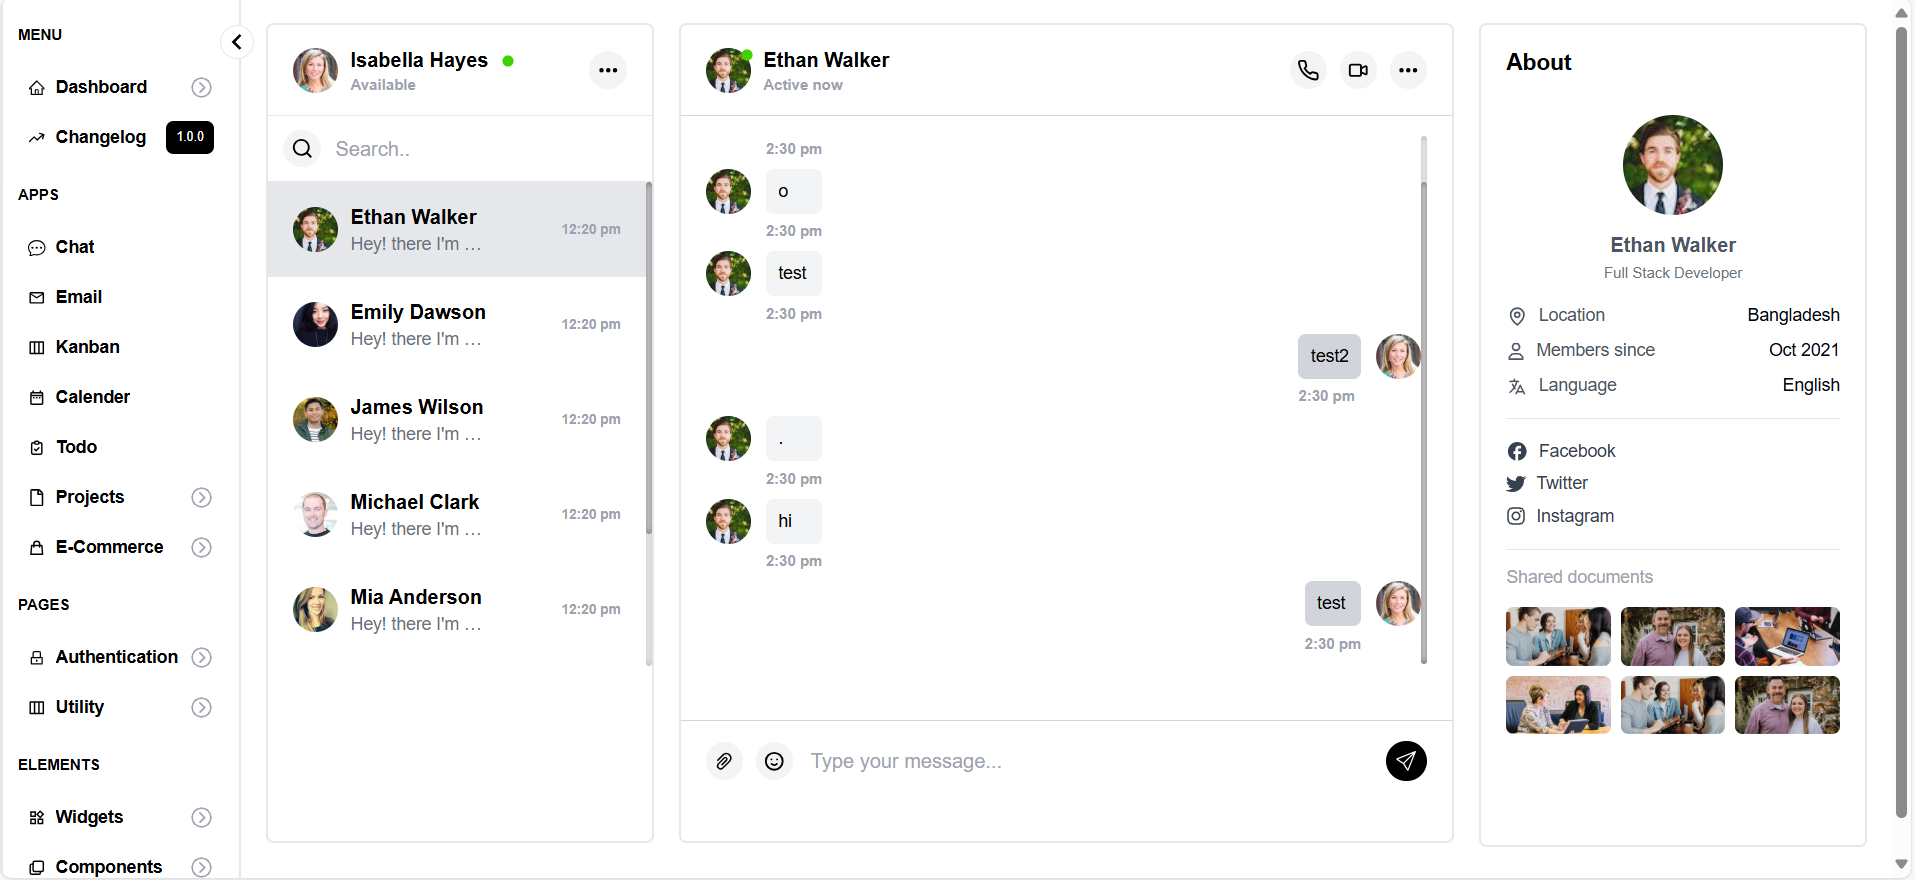 MENU
Dashboard
Changelog 1.0.0
APPS
Chat
Email
Kanban
Calender
Todo
Projects
E-Commerce
PAGES
Authentication
Utility
ELEMENTS
Widgets
Components
Isabella Hayes
Available
Search..
Ethan Walker
Hey! there I'm ...
12:20 pm
Emily Dawson
Hey! there I'm ...
12:20 pm
James Wilson
Hey! there I'm ...
12:20 pm
Michael Clark
Hey! there I'm ...
12:20 pm
Mia Anderson
Hey! there I'm ...
12:20 pm
Ethan Walker
Active now
2:30 pm
o
2:30 pm
test
2:30 pm
test2
2:30 pm
.
2:30 pm
hi
2:30 pm
test
2:30 pm
Type your message...
About
Ethan Walker
Full Stack Developer
Location Bangladesh
Members since Oct 2021
Language English
Facebook
Twitter
Instagram
Shared documents